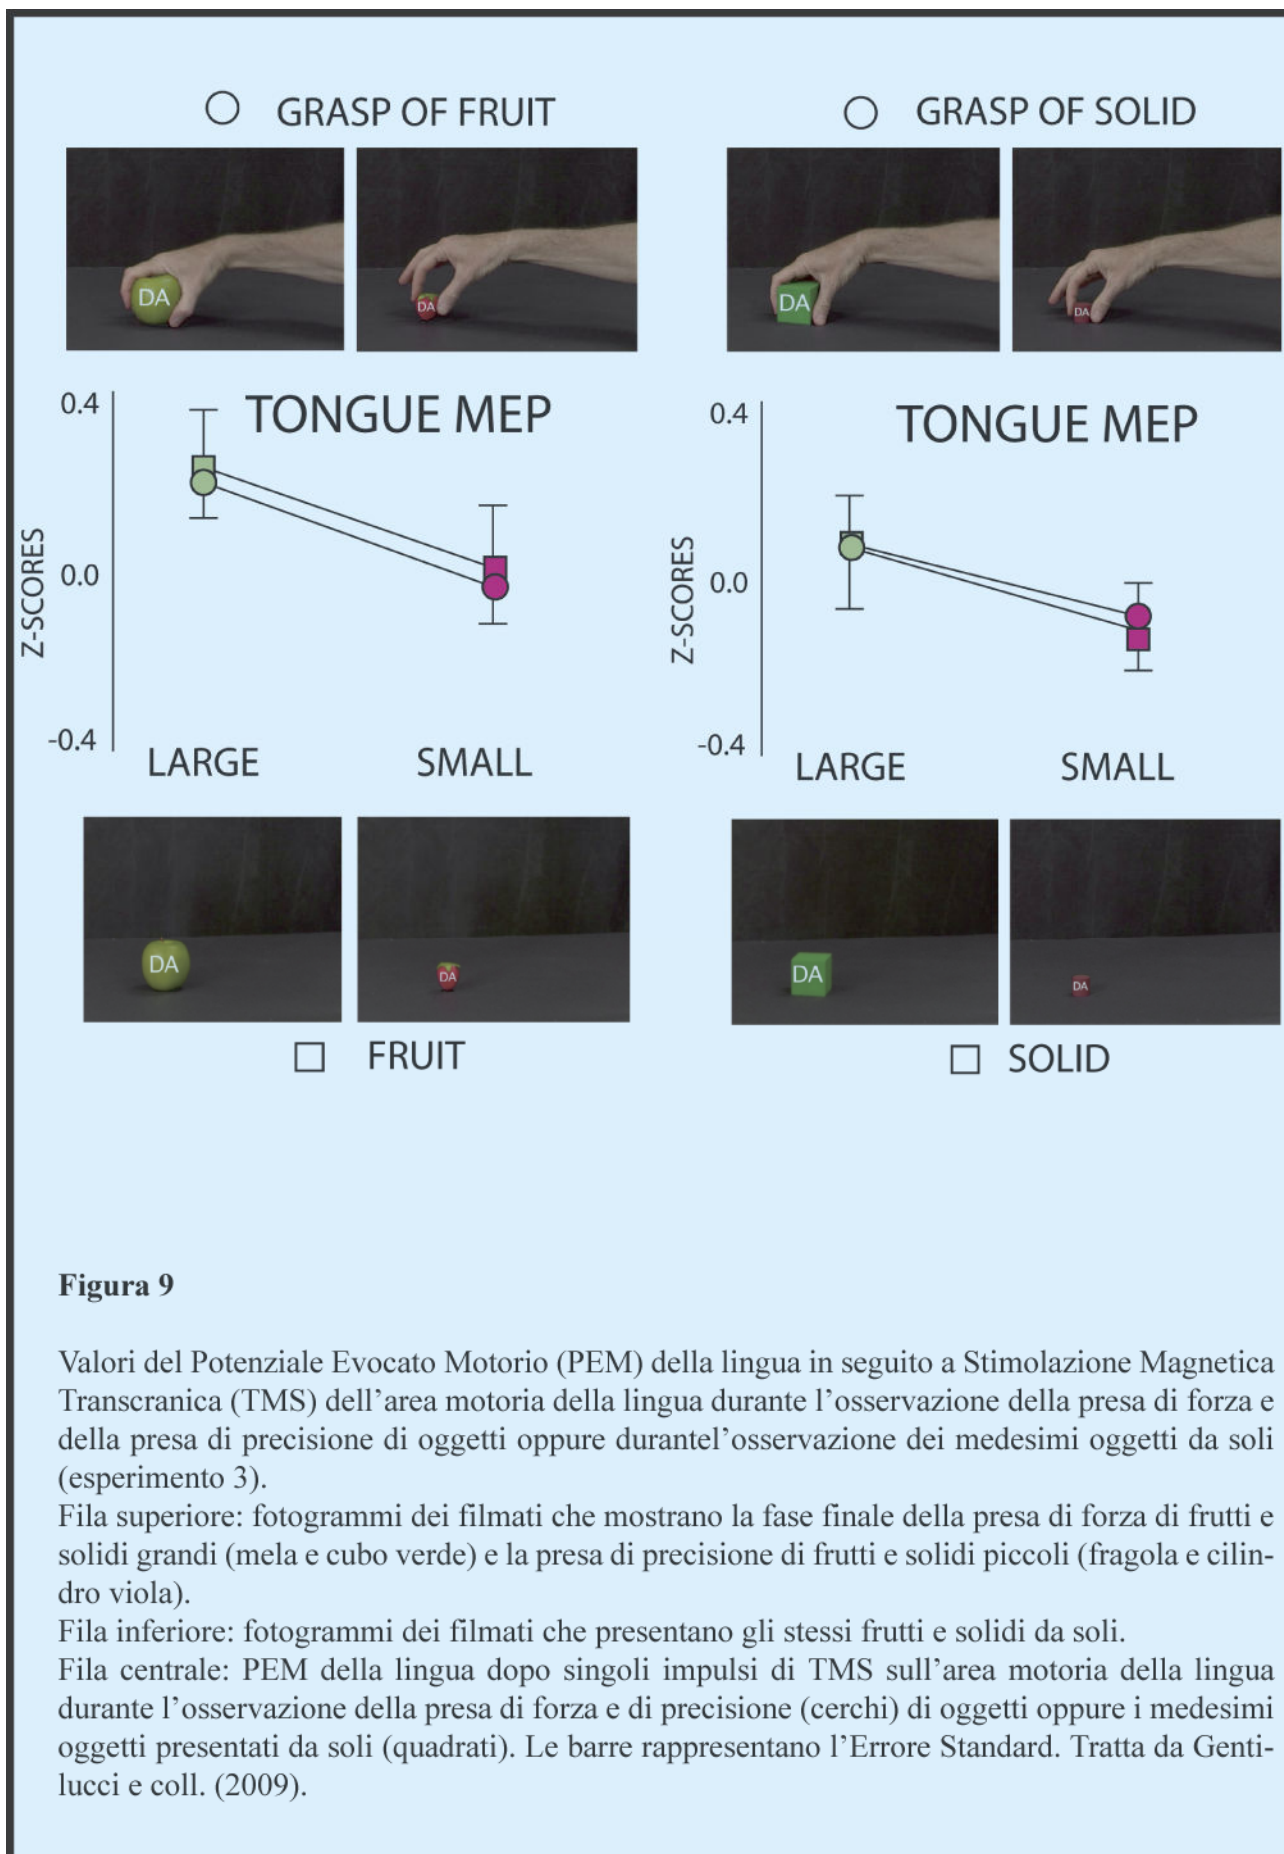 GRASP OF FRUIT
GRASP OF SOLID
DA
DA
DA
DA
0.4
TONGUE MEP
Z-SCORES
0.0
-0.4
LARGE
SMALL
0.4
TONGUE MEP
Z-SCORES
0.0
-0.4
LARGE
SMALL
DA
DA
DA
DA
FRUIT
SOLID
Figura 9
Valori del Potenziale Evocato Motorio (PEM) della lingua in seguito a Stimolazione Magnetica
Transcranica (TMS) dell’area motoria della lingua durante l’osservazione della presa di forza e
della presa di precisione di oggetti oppure durantel’osservazione dei medesimi oggetti da soli
(esperimento 3).
Fila superiore: fotogrammi dei filmati che mostrano la fase finale della presa di forza di frutti e
solidi grandi (mela e cubo verde) e la presa di precisione di frutti e solidi piccoli (fragola e cilin-
dro viola).
Fila inferiore: fotogrammi dei filmati che presentano gli stessi frutti e solidi da soli.
Fila centrale: PEM della lingua dopo singoli impulsi di TMS sull’area motoria della lingua
durante l’osservazione della presa di forza e di precisione (cerchi) di oggetti oppure i medesimi
oggetti presentati da soli (quadrati). Le barre rappresentano l’Errore Standard. Tratta da Genti-
lucci e coll. (2009).